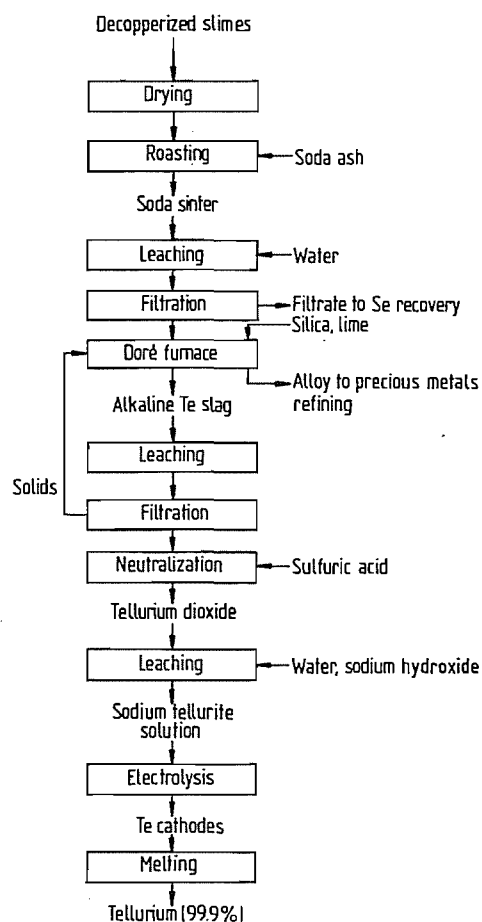 Decopperized slimes
Drying
Roasting
Soda ash
Soda sinter
Leaching
Water
Filtration
Filtrate to Se recovery
Silica, lime
Doré furnace
Alloy to precious metals
refining
Alkaline Te slag
Leaching
Solids
Filtration
Neutralization
Sulfuric acid
Tellurium dioxide
Leaching
Water, sodium hydroxide
Sodium tellurite
solution
Electrolysis
Te cathodes
Melting
Tellurium (99.9%)